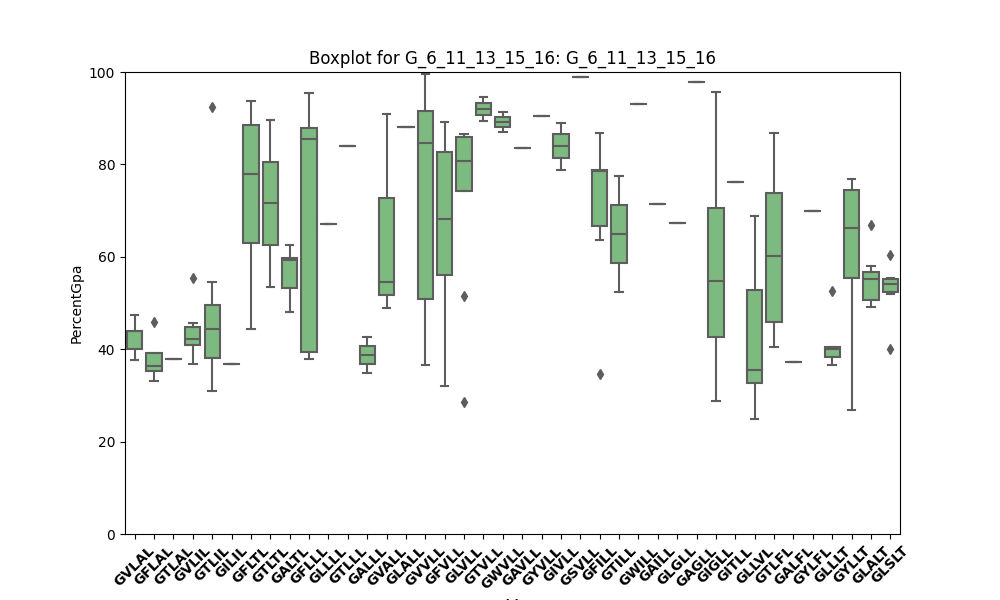 Boxplot for G_6_11_13_15_16: G_6_11_13_15_16
PercentGpa
100
80
60
40
20
0
GVLAL
GFLAL
GTLAL
GVLIL
GTLIL
GILIL
GFLTL
GTLTL
GALTL
GFLLL
GLLLL
GTLLL
GALLL
GVALL
GLALL
GVVLL
GFVLL
GLVLL
GTVLL
GWVLL
GAVLL
GYVLL
GIVLL
GSVLL
GFILL
GTILL
GWILL
GAILL
GLGLL
GAGLL
GIGLL
GITLL
GLLVL
GTLFL
GALFL
GYLFL
GLLLT
GYLLT
GLALT
GLSLT